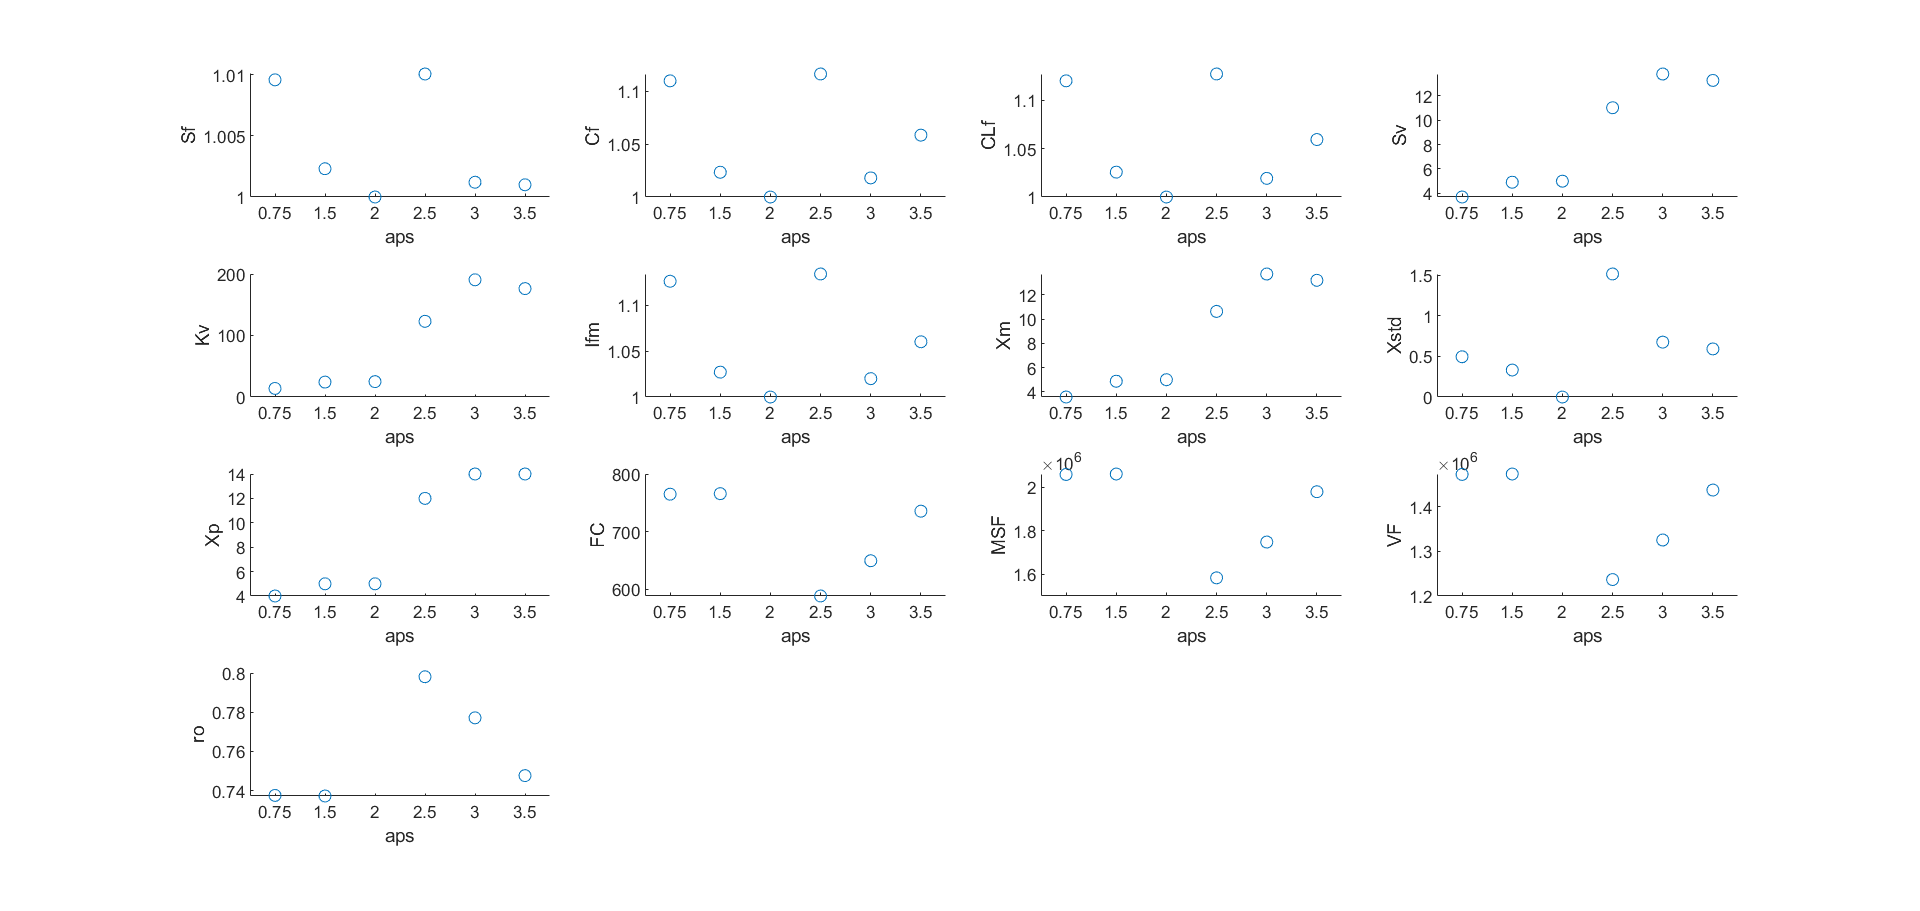 Sf
1.01
1.005
1
0.75 1.5 2 2.5 3 3.5
aps
Cf
1.1
1.05
1
0.75 1.5 2 2.5 3 3.5
aps
CLf
1.1
1.05
1
0.75 1.5 2 2.5 3 3.5
aps
Sv
12
10
8
6
4
0.75 1.5 2 2.5 3 3.5
aps
Kv
200
100
0
0.75 1.5 2 2.5 3 3.5
aps
Ifm
1.1
1.05
1
0.75 1.5 2 2.5 3 3.5
aps
Xm
12
10
8
6
4
0.75 1.5 2 2.5 3 3.5
aps
Xstd
1.5
1
0.5
0
0.75 1.5 2 2.5 3 3.5
aps
Xp
14
12
10
8
6
4
0.75 1.5 2 2.5 3 3.5
aps
FC
800
700
600
0.75 1.5 2 2.5 3 3.5
aps
MSF
×10^6
2
1.8
1.6
0.75 1.5 2 2.5 3 3.5
aps
VF
×10^6
1.4
1.3
1.2
0.75 1.5 2 2.5 3 3.5
aps
ro
0.8
0.78
0.76
0.74
0.75 1.5 2 2.5 3 3.5
aps